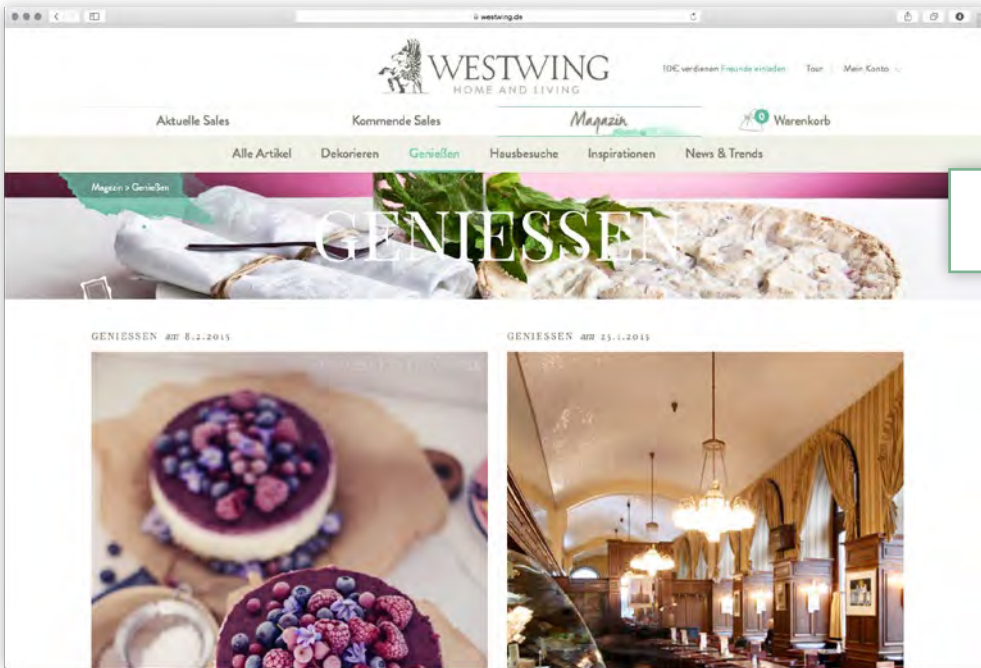 westwing.de
WESTWING
HOME AND LIVING
10€ verdienen Freunde einladen Tour Mein Konto
Aktuelle Sales Kommende Sales Magazin 0 Warenkorb
Alle Artikel Dekorieren Genießen Hausbesuche Inspirationen News & Trends
Magazin > Genießen
GENIESSEN
GENIESSEN am 8.2.2015 GENIESSEN am 25.1.2015